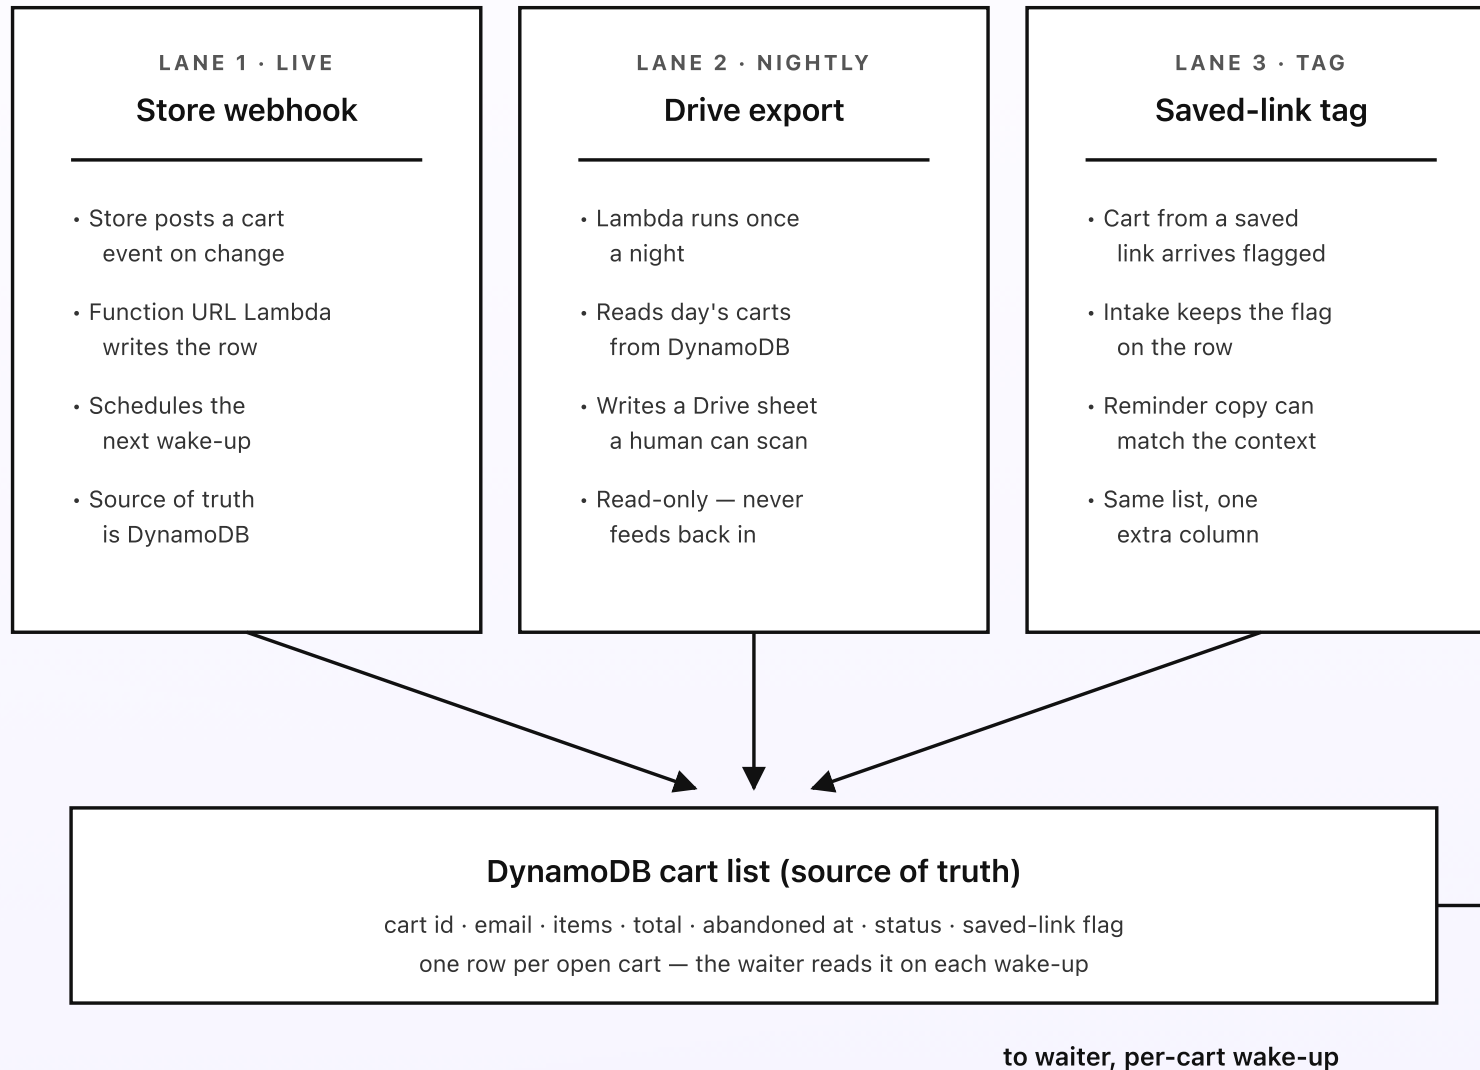 LANE 1 · LIVE
Store webhook
• Store posts a cart
event on change
• Function URL Lambda
writes the row
• Schedules the
next wake-up
• Source of truth
is DynamoDB
LANE 2 · NIGHTLY
Drive export
• Lambda runs once
a night
• Reads day's carts
from DynamoDB
• Writes a Drive sheet
a human can scan
• Read-only — never
feeds back in
LANE 3 · TAG
Saved-link tag
• Cart from a saved
link arrives flagged
• Intake keeps the flag
on the row
• Reminder copy can
match the context
• Same list, one
extra column
DynamoDB cart list (source of truth)
cart id · email · items · total · abandoned at · status · saved-link flag
one row per open cart — the waiter reads it on each wake-up
to waiter, per-cart wake-up